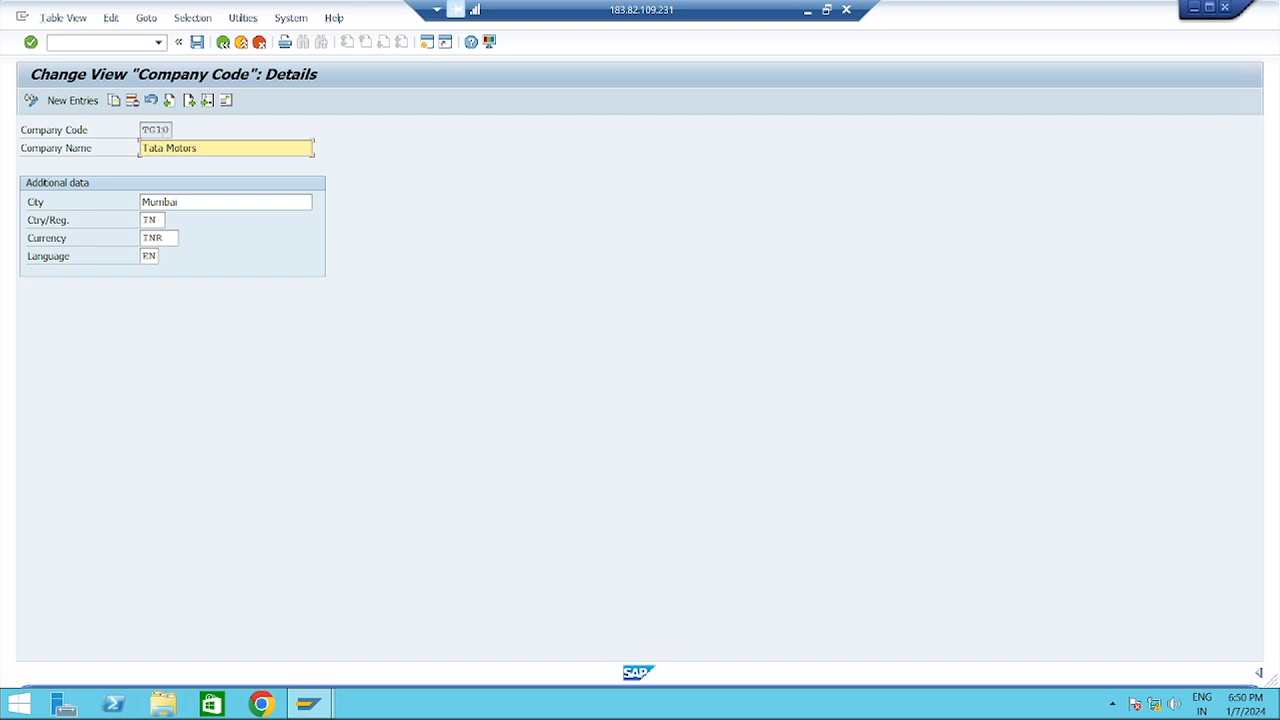 183.82.109.231
Table View Edit Goto Selection Utilities System Help
Change View "Company Code": Details
New Entries
Company Code TG10
Company Name Tata Motors
Additional data
City Mumbai
Ctry/Reg. IN
Currency INR
Language EN
SAP
ENG 6:50 PM
IN 1/7/2024